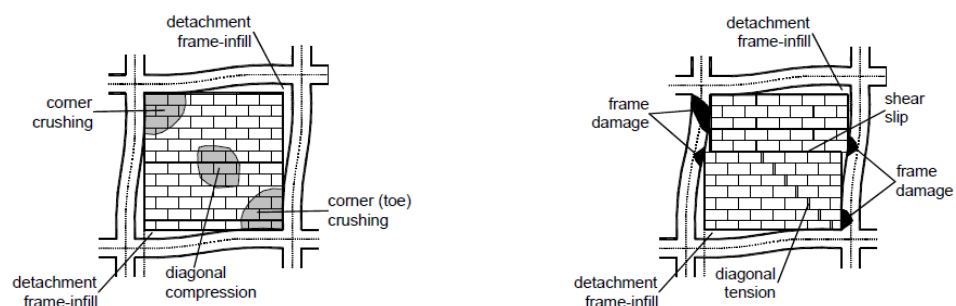 detachment
frame-infill
corner
crushing
corner (toe)
crushing
detachment
frame-infill
diagonal
compression
detachment
frame-infill
shear
slip
frame
damage
frame
damage
detachment
frame-infill
diagonal
tension